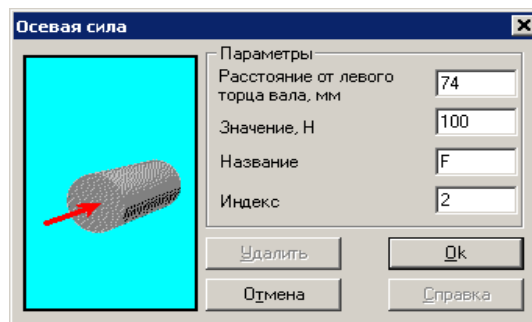 Осевая сила
Параметры
Расстояние от левого
торца вала, мм
74
Значение, Н
100
Название
F
Индекс
2
Удалить
Ok
Отмена
Справка